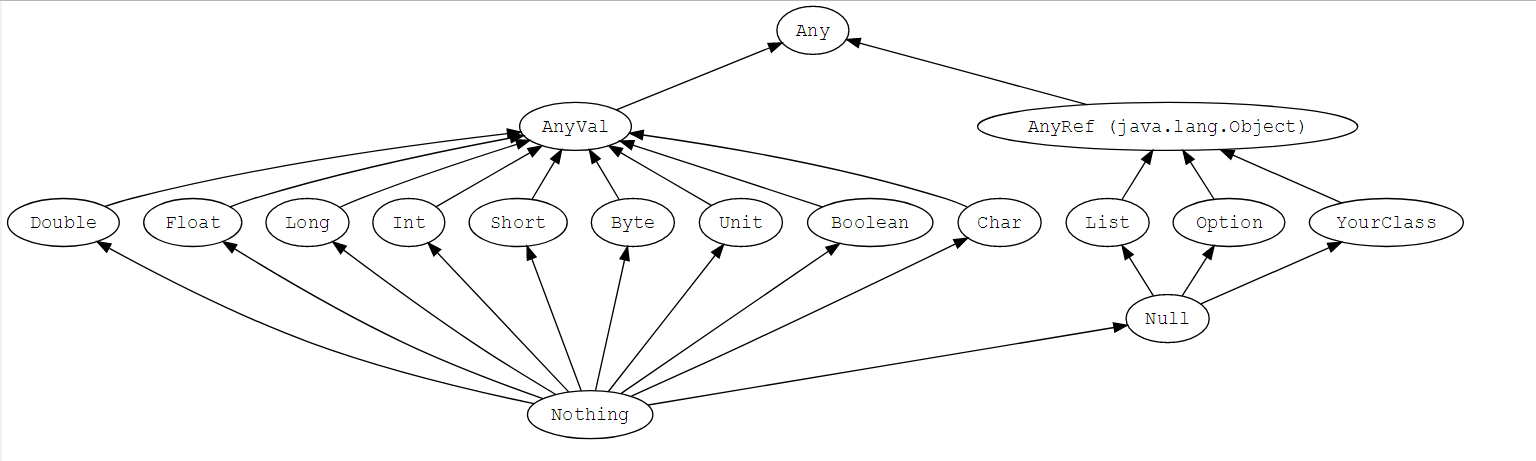 Any
AnyVal
AnyRef (java.lang.Object)
Double
Float
Long
Int
Short
Byte
Unit
Boolean
Char
List
Option
YourClass
Null
Nothing